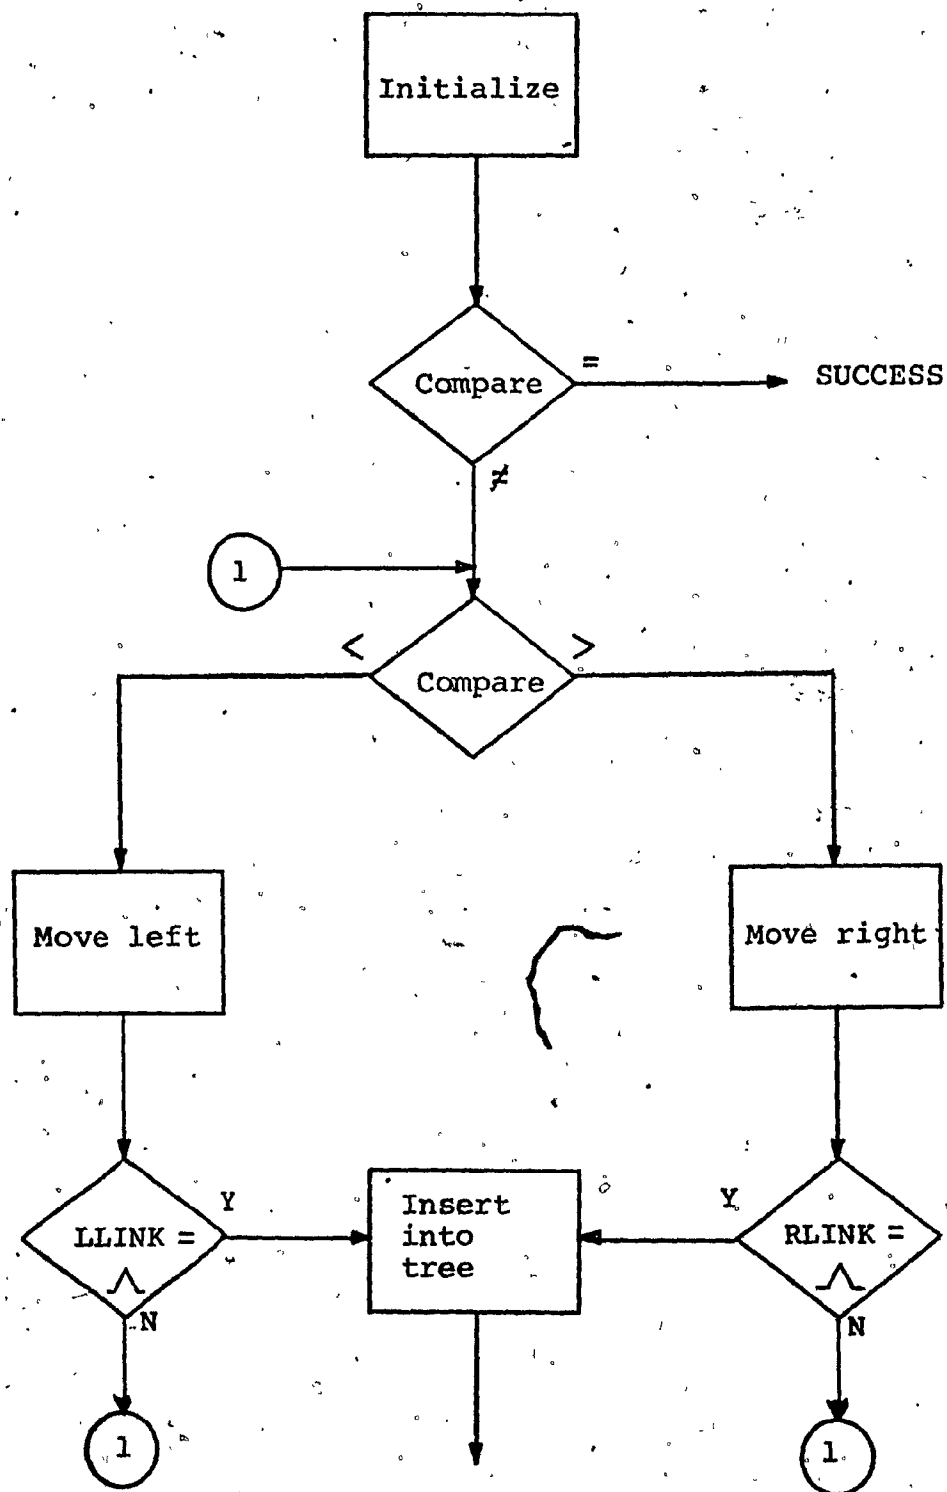 Initialize
Compare
=
SUCCESS
≠
1
<
>
Compare
Move left
Move right
Y
Insert
into
tree
Y
LLINK =
Λ
RLINK =
Λ
N
N
1
1